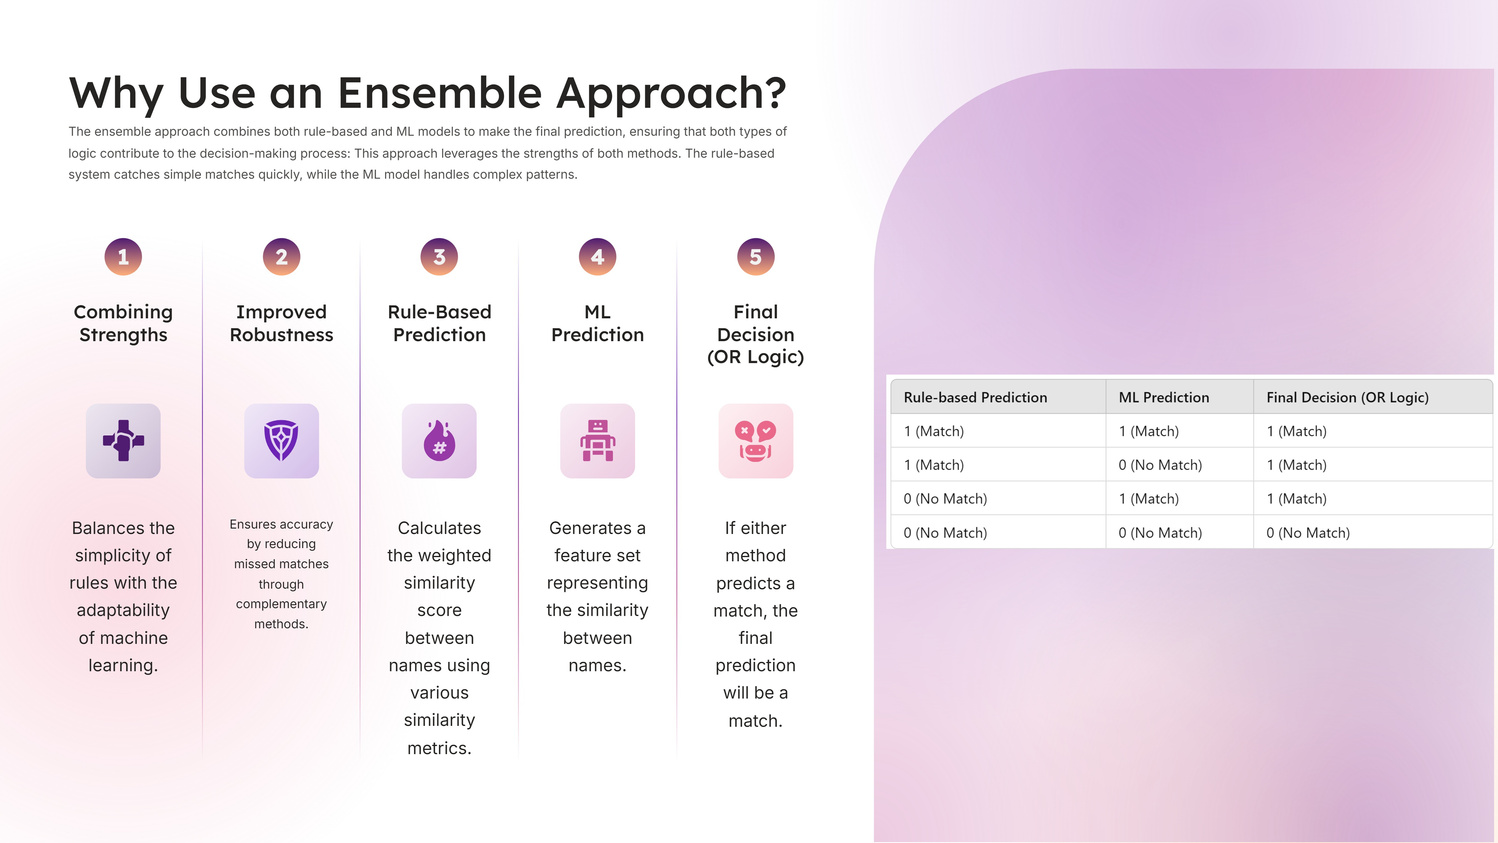 Why Use an Ensemble Approach?
The ensemble approach combines both rule-based and ML models to make the final prediction, ensuring that both types of
logic contribute to the decision-making process: This approach leverages the strengths of both methods. The rule-based
system catches simple matches quickly, while the ML model handles complex patterns.
1
Combining
Strengths
Balances the
simplicity of
rules with the
adaptability
of machine
learning.
2
Improved
Robustness
Ensures accuracy
by reducing
missed matches
through
complementary
methods.
3
Rule-Based
Prediction
#
Calculates
the weighted
similarity
score
between
names using
various
similarity
metrics.
4
ML
Prediction
Generates a
feature set
representing
the similarity
between
names.
5
Final
Decision
(OR Logic)
If either
method
predicts a
match, the
final
prediction
will be a
match.
Rule-based Prediction ML Prediction Final Decision (OR Logic)
1 (Match) 1 (Match) 1 (Match)
1 (Match) 0 (No Match) 1 (Match)
0 (No Match) 1 (Match) 1 (Match)
0 (No Match) 0 (No Match) 0 (No Match)